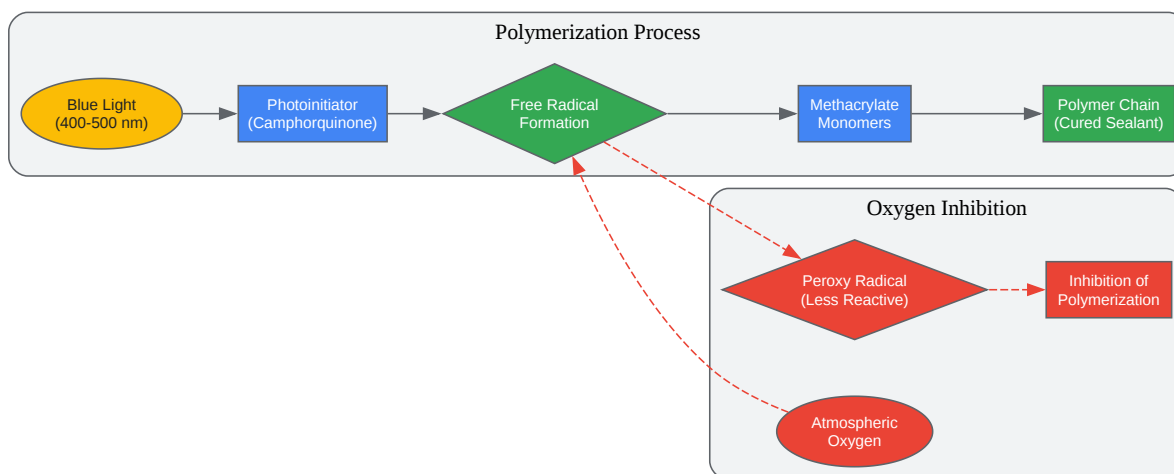 Polymerization Process
Blue Light
(400-500 nm)
Photoinitiator
(Camphorquinone)
Free Radical
Formation
Methacrylate
Monomers
Polymer Chain
(Cured Sealant)
Oxygen Inhibition
Peroxy Radical
(Less Reactive)
Inhibition of
Polymerization
Atmospheric
Oxygen